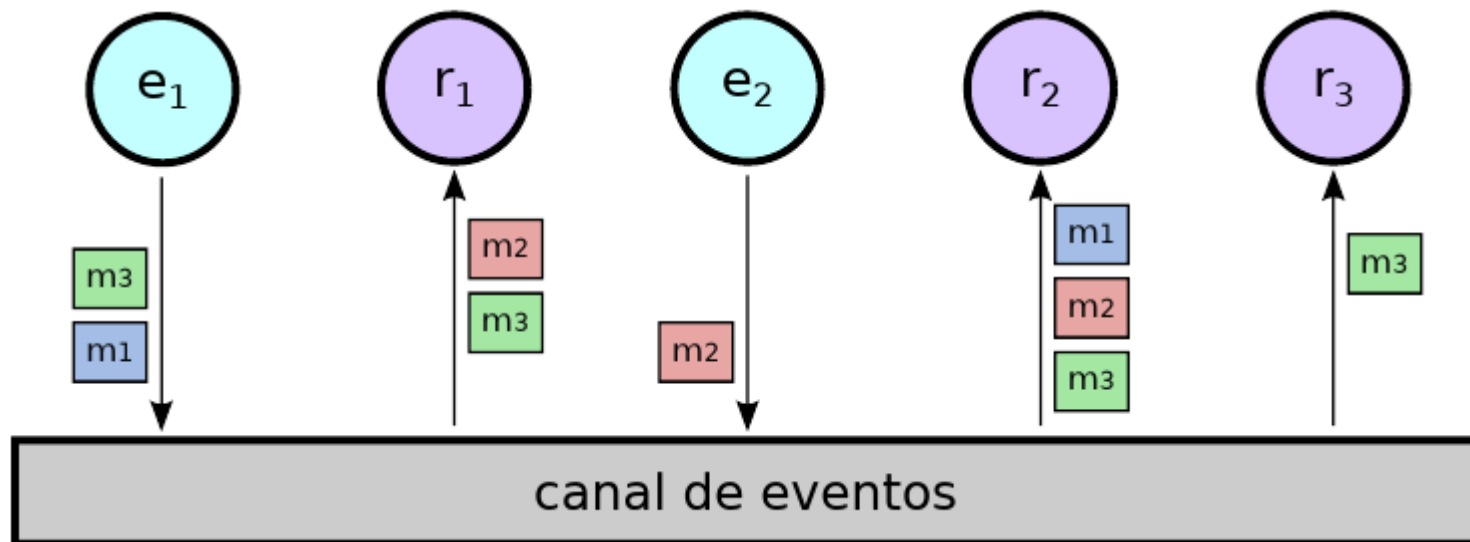 e₁ r₁ e₂ r₂ r₃
m1
m2
m3 m3
m2
m3
m1 m2
m3
canal de eventos